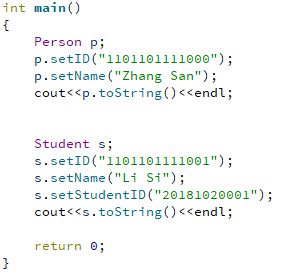 int main()
{
    Person p;
    p.setID("1101101111000");
    p.setName("Zhang San");
    cout<<p.toString()<<endl;

    Student s;
    s.setID("1101101111001");
    s.setName("Li Si");
    s.setStudentID("20181020001");
    cout<<s.toString()<<endl;

    return 0;
}